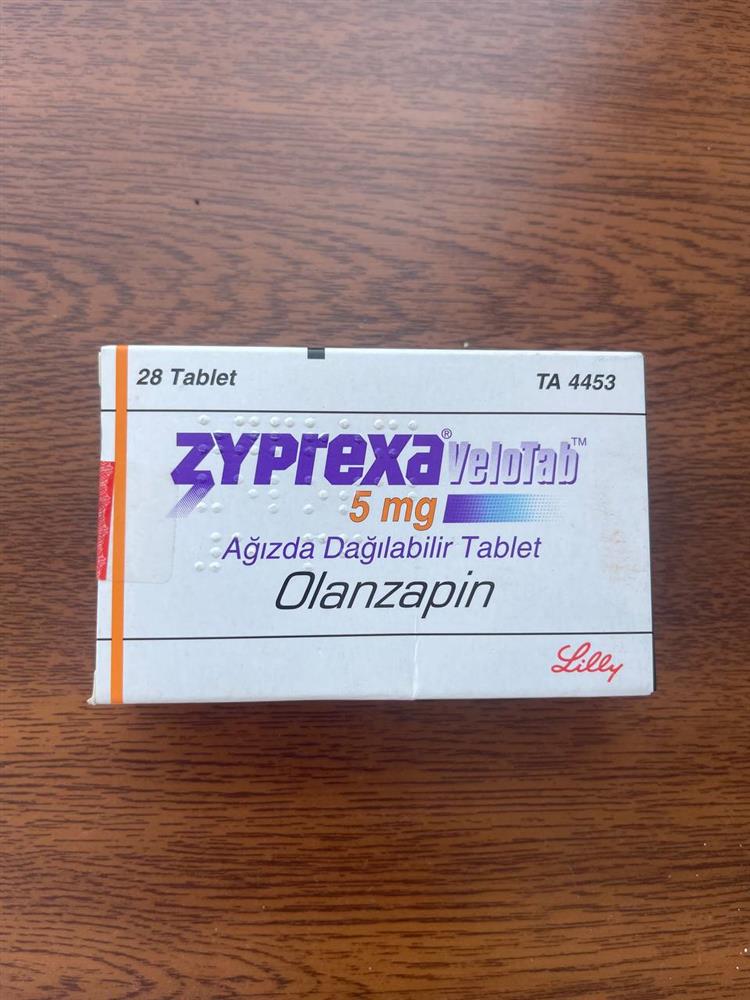 28 Tablet TA 4453
ZYPREXA® VeloTab™
5 mg
Ağızda Dağılabilir Tablet
Olanzapin
Lilly